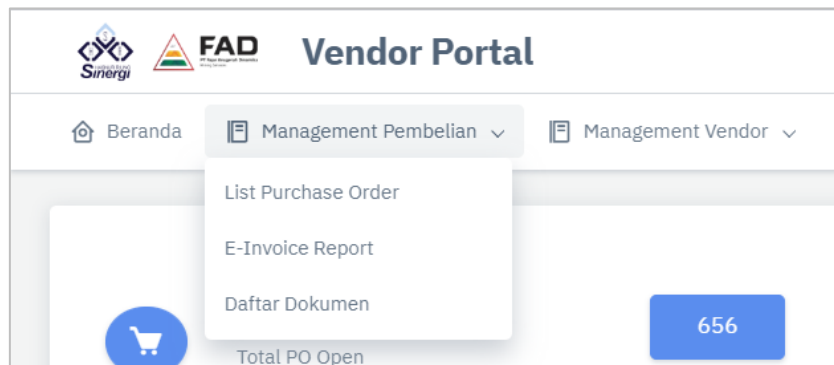 Sinergi
FAD
Vendor Portal
Beranda
Management Pembelian
Management Vendor
List Purchase Order
E-Invoice Report
Daftar Dokumen
656
Total PO Open